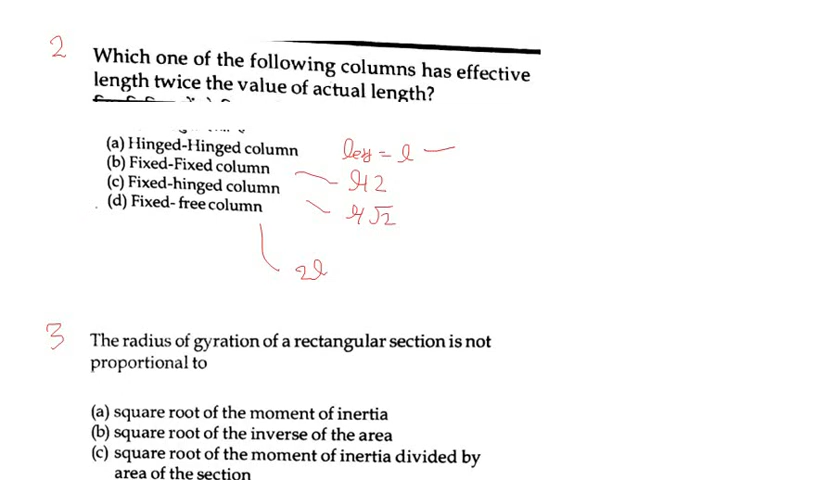 2
Which one of the following columns has effective
length twice the value of actual length?
(a) Hinged-Hinged column
leff = l
(b) Fixed-Fixed column
l/2
(c) Fixed-hinged column
l/√2
(d) Fixed- free column
2l
3
The radius of gyration of a rectangular section is not
proportional to
(a) square root of the moment of inertia
(b) square root of the inverse of the area
(c) square root of the moment of inertia divided by
area of the section